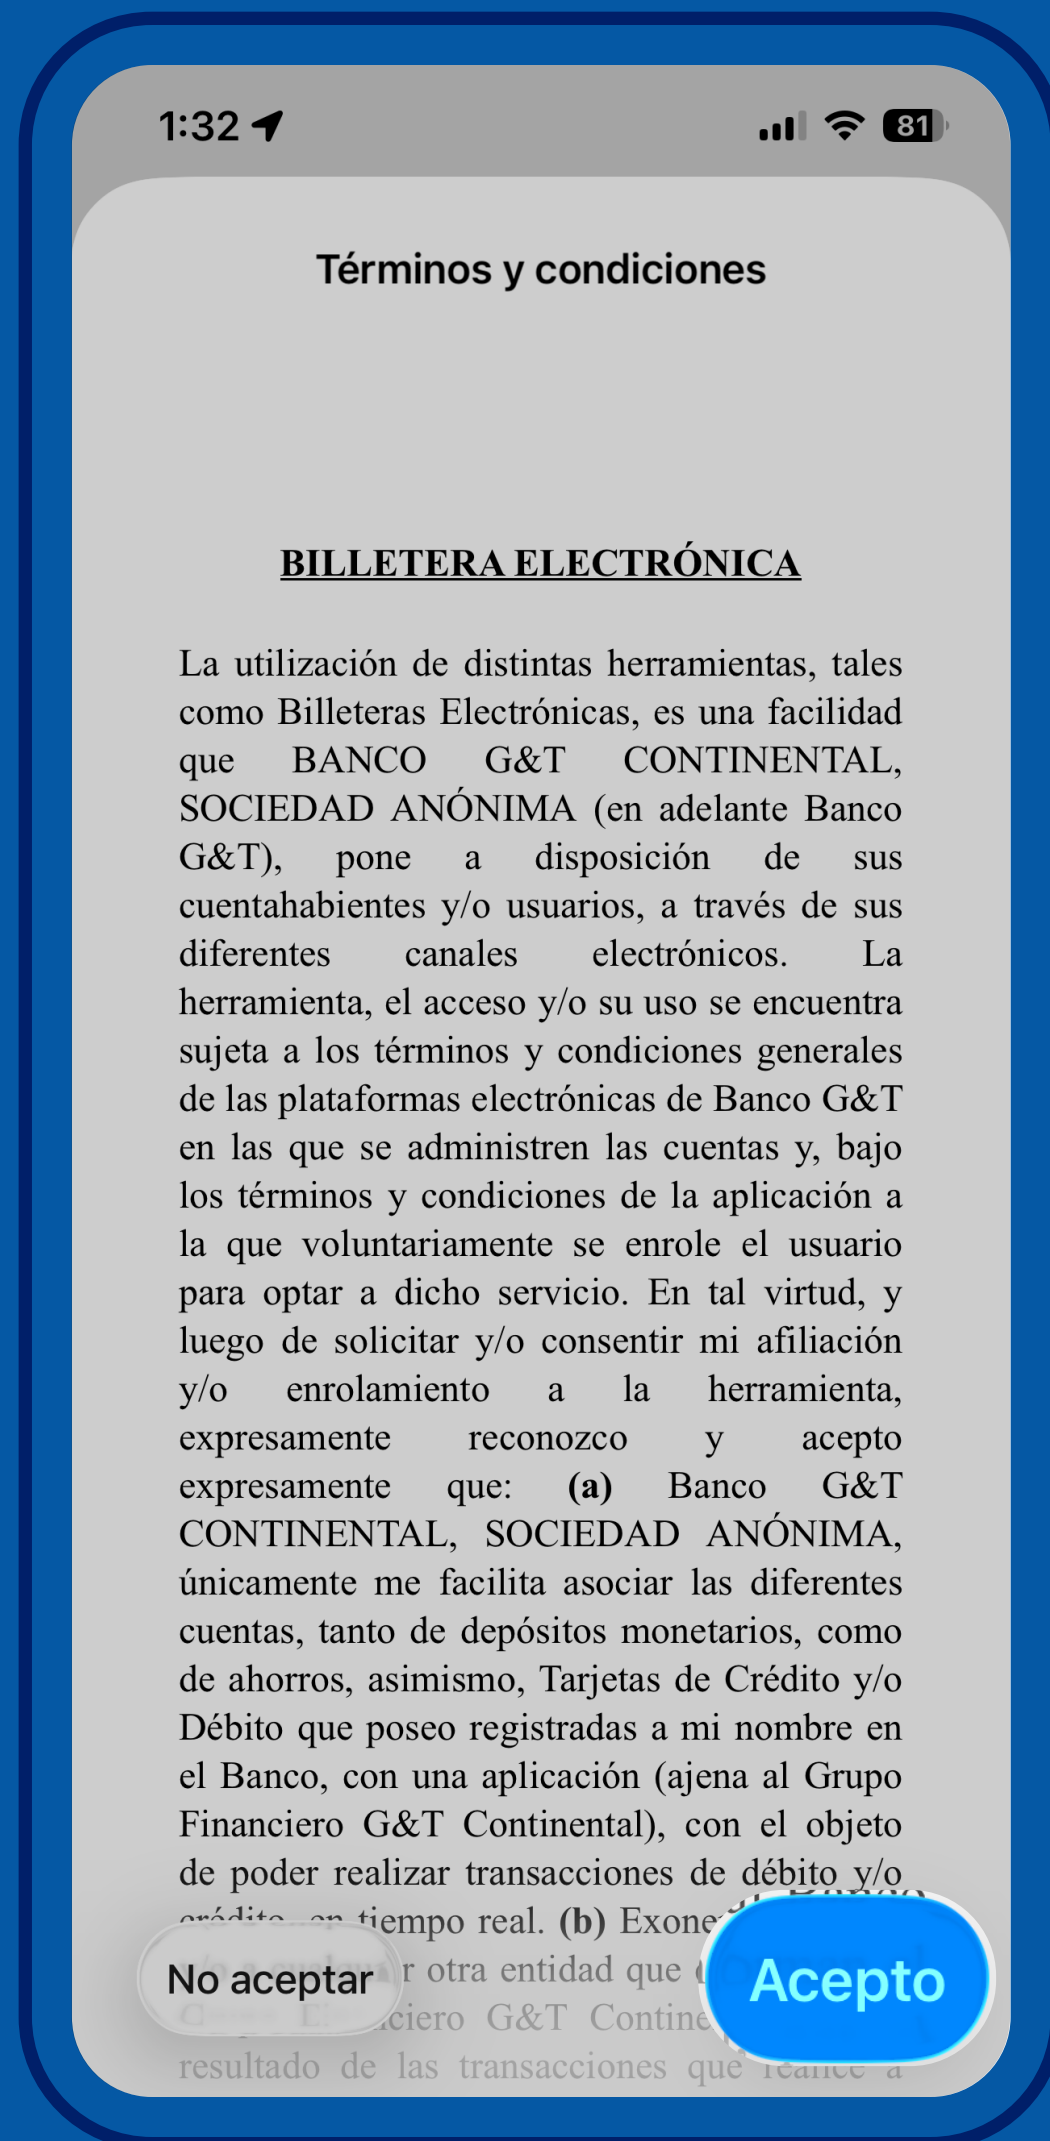 1:32
81
Términos y condiciones
BILLETERA ELECTRÓNICA
La utilización de distintas herramientas, tales
como Billeteras Electrónicas, es una facilidad
que BANCO G&T CONTINENTAL,
SOCIEDAD ANÓNIMA (en adelante Banco
G&T), pone a disposición de sus
cuentahabientes y/o usuarios, a través de sus
diferentes canales electrónicos. La
herramienta, el acceso y/o su uso se encuentra
sujeta a los términos y condiciones generales
de las plataformas electrónicas de Banco G&T
en las que se administren las cuentas y, bajo
los términos y condiciones de la aplicación a
la que voluntariamente se enrole el usuario
para optar a dicho servicio. En tal virtud, y
luego de solicitar y/o consentir mi afiliación
y/o enrolamiento a la herramienta,
expresamente reconozco y acepto
expresamente que: (a) Banco G&T
CONTINENTAL, SOCIEDAD ANÓNIMA,
únicamente me facilita asociar las diferentes
cuentas, tanto de depósitos monetarios, como
de ahorros, asimismo, Tarjetas de Crédito y/o
Débito que poseo registradas a mi nombre en
el Banco, con una aplicación (ajena al Grupo
Financiero G&T Continental), con el objeto
de poder realizar transacciones de débito y/o
crédito, en tiempo real. (b)
otra entidad que
G&T
resultado de las transacciones que realice a
No aceptar
Acepto